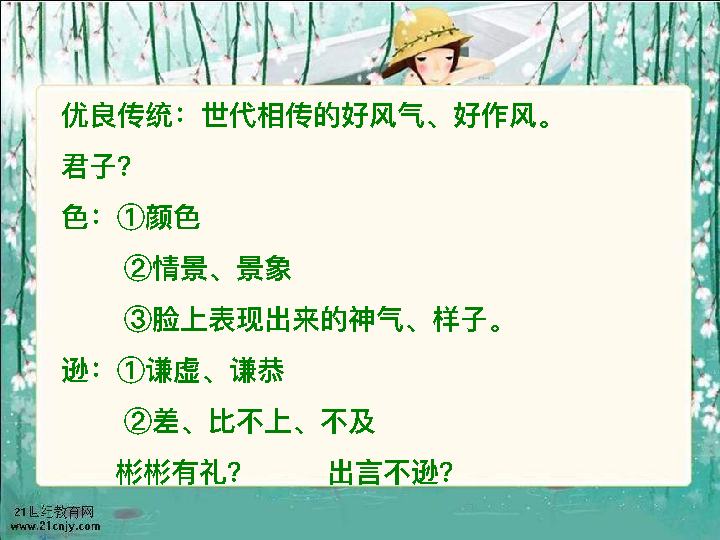 优良传统：世代相传的好风气、好作风。
君子？
色：①颜色
②情景、景象
③脸上表现出来的神气、样子。
逊：①谦虚、谦恭
②差、比不上、不及
彬彬有礼？ 出言不逊？
21世纪教育网
www.21cnjy.com